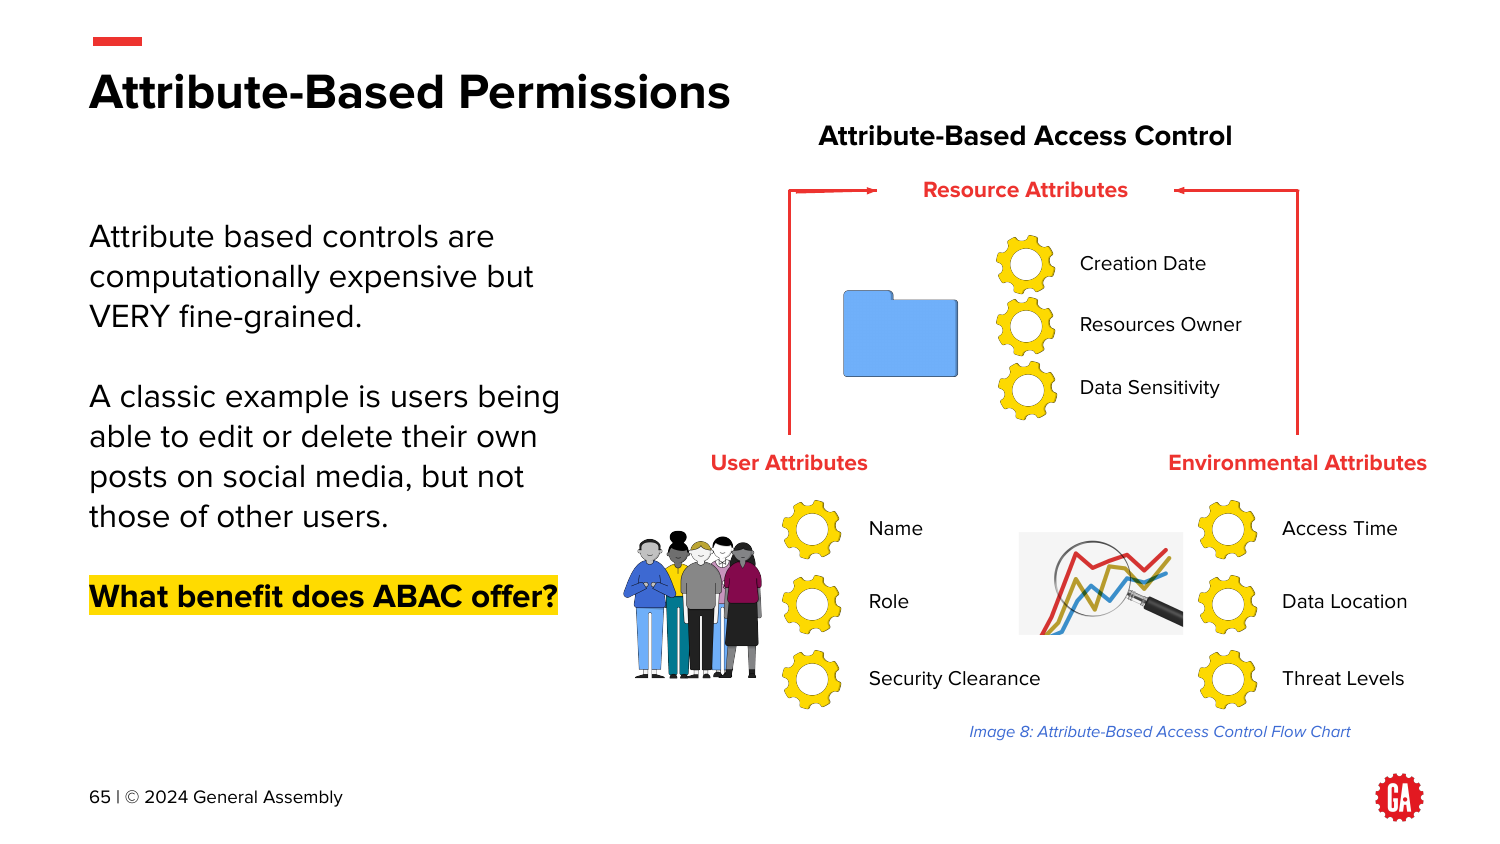 Attribute-Based Permissions
Attribute based controls are
computationally expensive but
VERY fine-grained.
A classic example is users being
able to edit or delete their own
posts on social media, but not
those of other users.
What benefit does ABAC offer?
Attribute-Based Access Control
Resource Attributes
Creation Date
Resources Owner
Data Sensitivity
User Attributes
Name
Role
Security Clearance
Environmental Attributes
Access Time
Data Location
Threat Levels
Image 8: Attribute-Based Access Control Flow Chart
65 | © 2024 General Assembly
GA